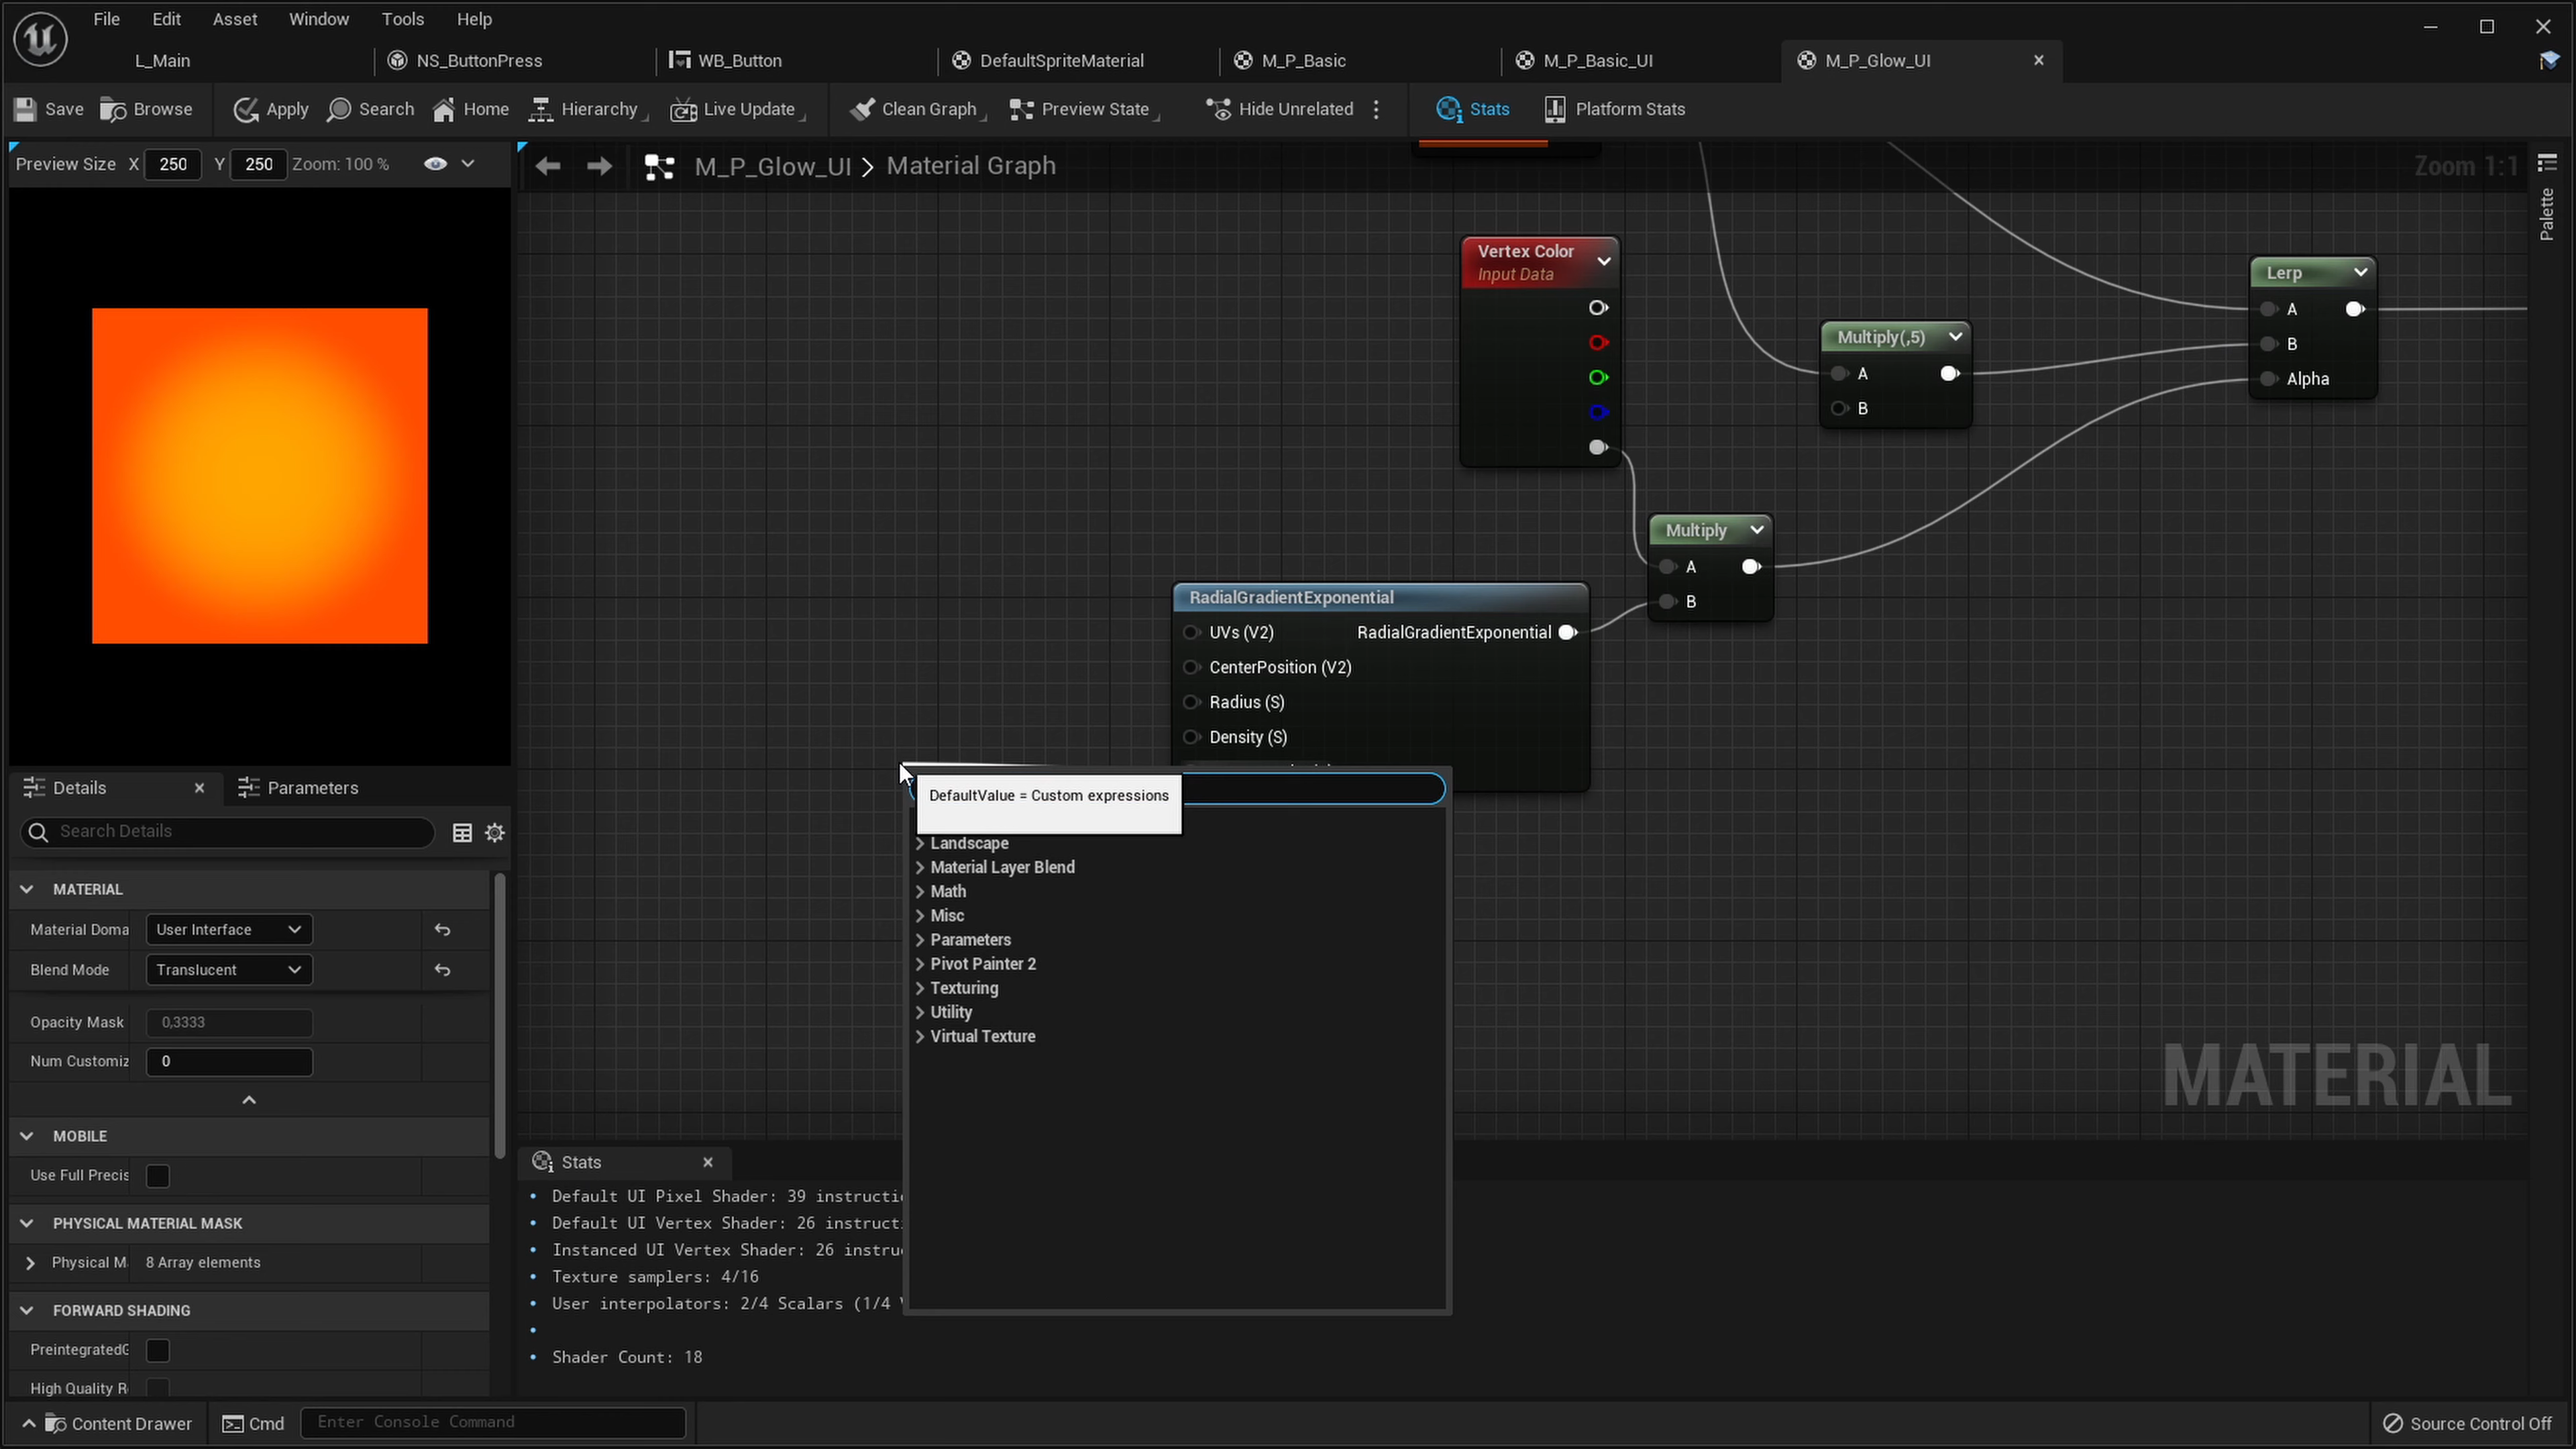 File Edit Asset Window Tools Help
L_Main NS_ButtonPress WB_Button DefaultSpriteMaterial M_P_Basic M_P_Basic_UI M_P_Glow_UI
Save Browse Apply Search Home Hierarchy Live Update Clean Graph Preview State Hide Unrelated Stats Platform Stats
Preview Size X 250 Y 250 Zoom: 100 %
M_P_Glow_UI > Material Graph
Zoom 1:1
Palette
Vertex Color
Input Data
Lerp
A
B
Alpha
Multiply(,5)
A
B
Multiply
A
B
RadialGradientExponential
UVs (V2) RadialGradientExponential
CenterPosition (V2)
Radius (S)
Density (S)
DefaultValue = Custom expressions
Landscape
Material Layer Blend
Math
Misc
Parameters
Pivot Painter 2
Texturing
Utility
Virtual Texture
MATERIAL
Details Parameters
Search Details
MATERIAL
Material Doma User Interface
Blend Mode Translucent
Opacity Mask 0,3333
Num Customiz 0
MOBILE
Use Full Precis
PHYSICAL MATERIAL MASK
Physical M 8 Array elements
FORWARD SHADING
Preintegrated
High Quality R
Stats
Default UI Pixel Shader: 39 instructi
Default UI Vertex Shader: 26 instruct
Instanced UI Vertex Shader: 26 instru
Texture samplers: 4/16
User interpolators: 2/4 Scalars (1/4
Shader Count: 18
Content Drawer Cmd Enter Console Command Source Control Off